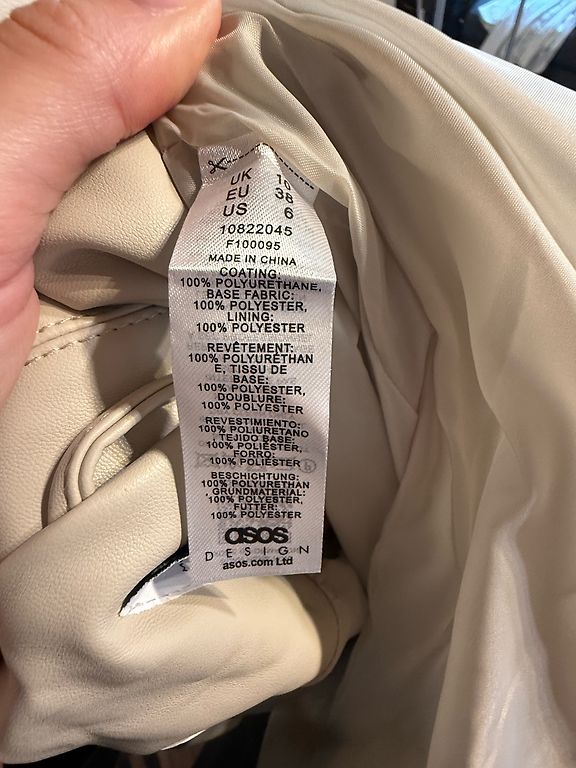 UK 10
EU 38
US 6
10822045
F100095
MADE IN CHINA
COATING:
100% POLYURETHANE,
BASE FABRIC:
100% POLYESTER,
LINING:
100% POLYESTER
REVÊTEMENT:
100% POLYURÉTHAN
E, TISSU DE
BASE:
100% POLYESTER,
DOUBLURE:
100% POLYESTER
REVESTIMIENTO:
100% POLIURETANO
, TEJIDO BASE:
100% POLIÉSTER,
FORRO:
100% POLIÉSTER
BESCHICHTUNG:
100% POLYURETHAN
, GRUNDMATERIAL:
100% POLYESTER,
FUTTER:
100% POLYESTER
asos
DESIGN
asos.com Ltd